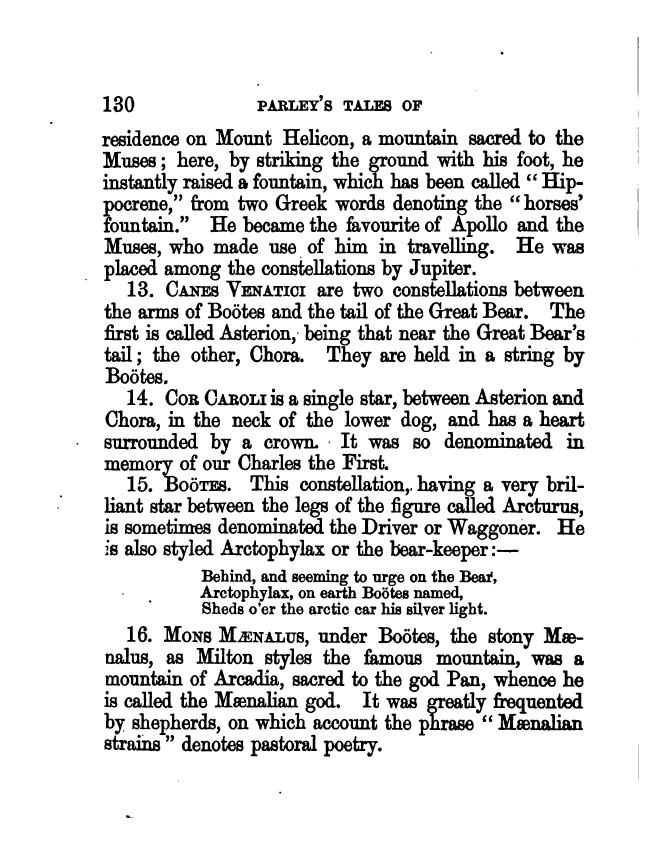 130 PARLEY'S TALES OF
residence on Mount Helicon, a mountain sacred to the
Muses; here, by striking the ground with his foot, he
instantly raised a fountain, which has been called "Hip-
pocrene," from two Greek words denoting the "horses'
fountain." He became the favourite of Apollo and the
Muses, who made use of him in travelling. He was
placed among the constellations by Jupiter.
13. CANES VENATICI are two constellations between
the arms of Boötes and the tail of the Great Bear. The
first is called Asterion, being that near the Great Bear's
tail; the other, Chora. They are held in a string by
Boötes.
14. COR CAROLI is a single star, between Asterion and
Chora, in the neck of the lower dog, and has a heart
surrounded by a crown. It was so denominated in
memory of our Charles the First.
15. BOÖTES. This constellation, having a very bril-
liant star between the legs of the figure called Arcturus,
is sometimes denominated the Driver or Waggoner. He
is also styled Arctophylax or the bear-keeper:—
Behind, and seeming to urge on the Bear,
Arctophylax, on earth Boötes named,
Sheds o'er the arctic car his silver light.
16. MONS MÆNALUS, under Boötes, the stony Mæ-
nalus, as Milton styles the famous mountain, was a
mountain of Arcadia, sacred to the god Pan, whence he
is called the Mænalian god. It was greatly frequented
by shepherds, on which account the phrase "Mænalian
strains" denotes pastoral poetry.